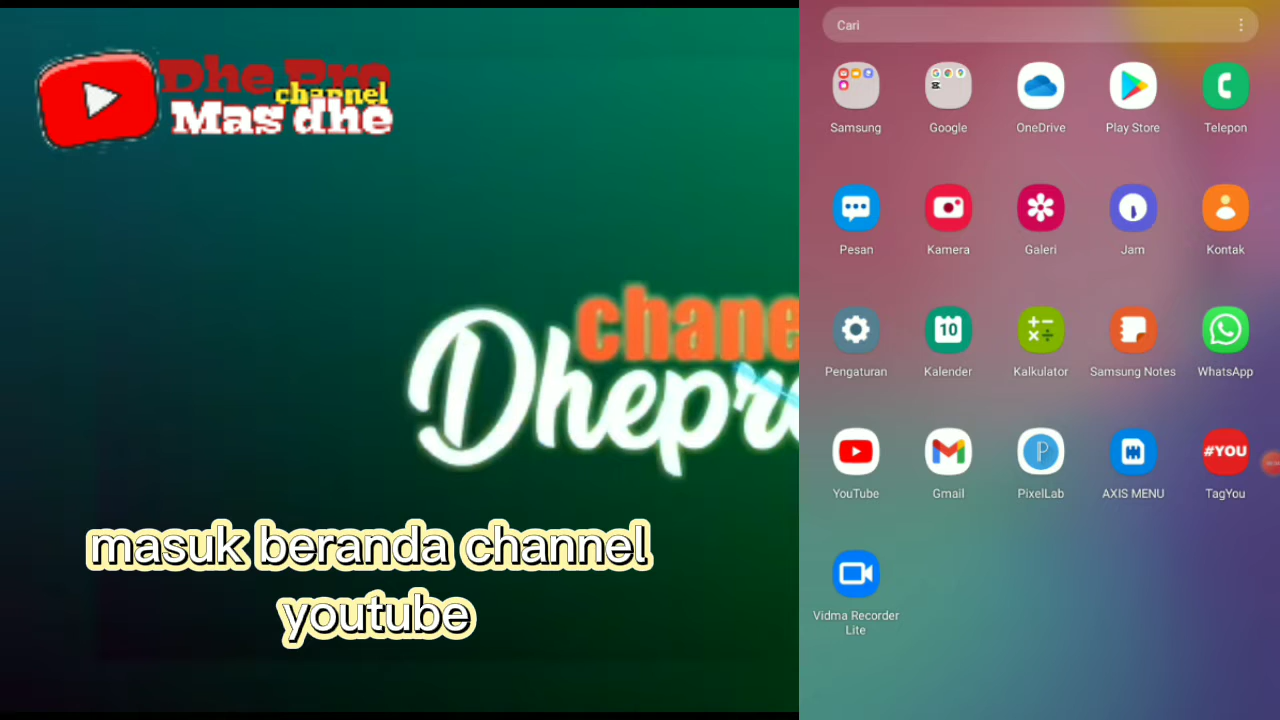 Dhe Pro
channel
Mas dhe
chane
Dhepr
masuk beranda channel
youtube
Cari
Samsung
Google
OneDrive
Play Store
Telepon
Pesan
Kamera
Galeri
Jam
Kontak
10
Pengaturan
Kalender
Kalkulator
Samsung Notes
WhatsApp
#YOU
YouTube
Gmail
PixelLab
AXIS MENU
TagYou
Vidma Recorder
Lite